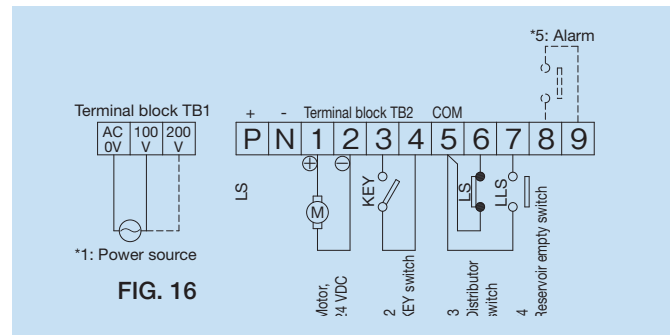 *5: Alarm
Terminal block TB1
+ - Terminal block TB2 COM
AC 0V
100 V
200 V
P N 1 2 3 4 5 6 7 8 9
⊕ ⊖
LS
M
KEY
LS
LLS
*1: Power source
FIG. 16
Motor,
24 VDC
2
KEY switch
3
Distributor
switch
4
Reservoir empty switch